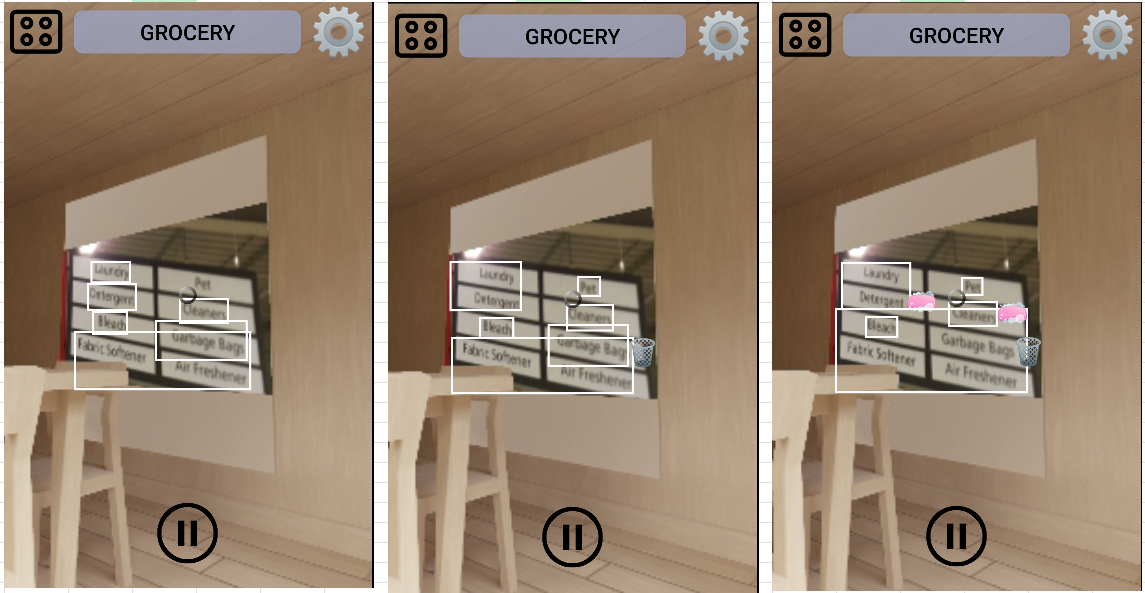 GROCERY
Laundry
Pet
Detergent
Cleaners
Bleach
Garbage Bags
Fabric Softener
Air Freshener
GROCERY
Laundry
Pet
Detergent
Cleaners
Bleach
Garbage Bags
Fabric Softener
Air Freshener
GROCERY
Laundry
Pet
Detergent
Cleaners
Bleach
Garbage Bags
Fabric Softener
Air Freshener